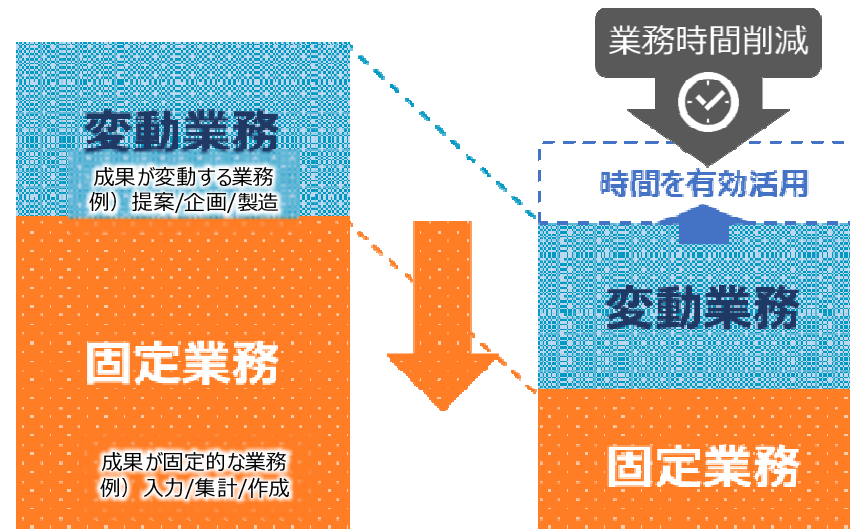 変動業務
成果が変動する業務
例）提案/企画/製造
固定業務
成果が固定的な業務
例）入力/集計/作成
業務時間削減
時間を有効活用
変動業務
固定業務